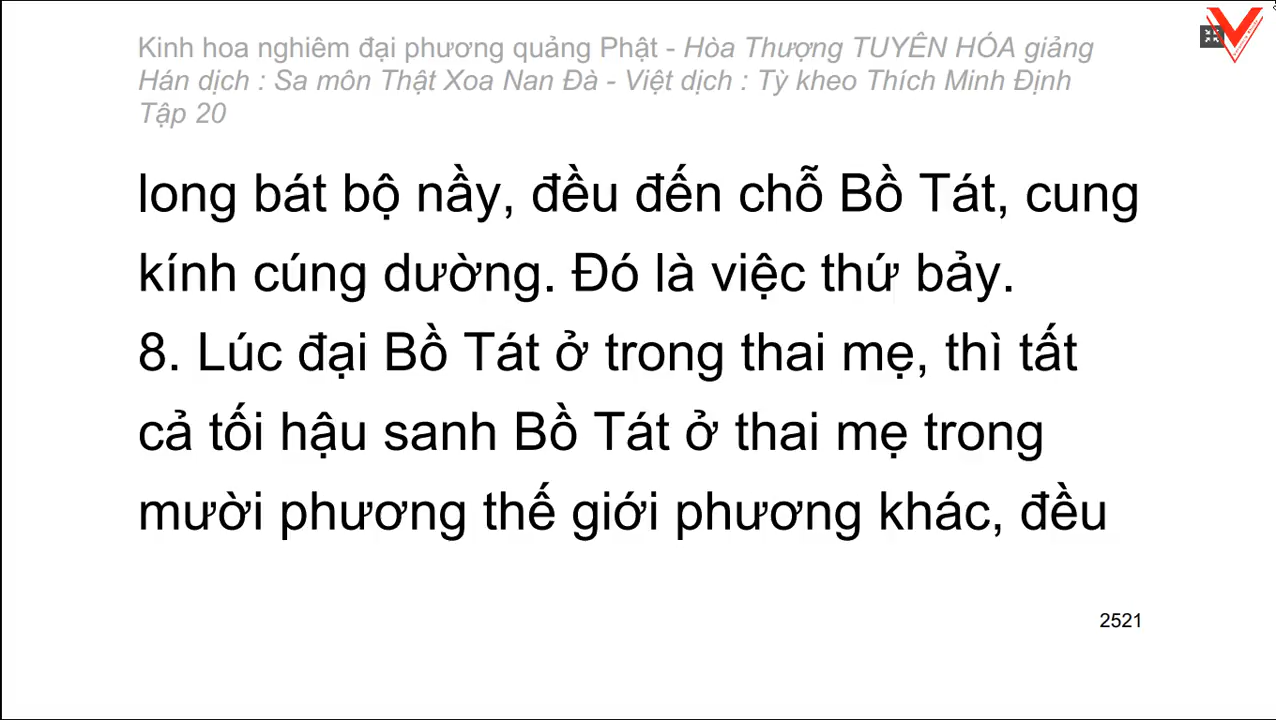 Kinh hoa nghiêm đại phương quảng Phật - Hòa Thượng TUYÊN HÓA giảng
Hán dịch : Sa môn Thật Xoa Nan Đà - Việt dịch : Tỳ kheo Thích Minh Định
Tập 20
long bát bộ nầy, đều đến chỗ Bồ Tát, cung
kính cúng dường. Đó là việc thứ bảy.
8. Lúc đại Bồ Tát ở trong thai mẹ, thì tất
cả tối hậu sanh Bồ Tát ở thai mẹ trong
mười phương thế giới phương khác, đều
2521